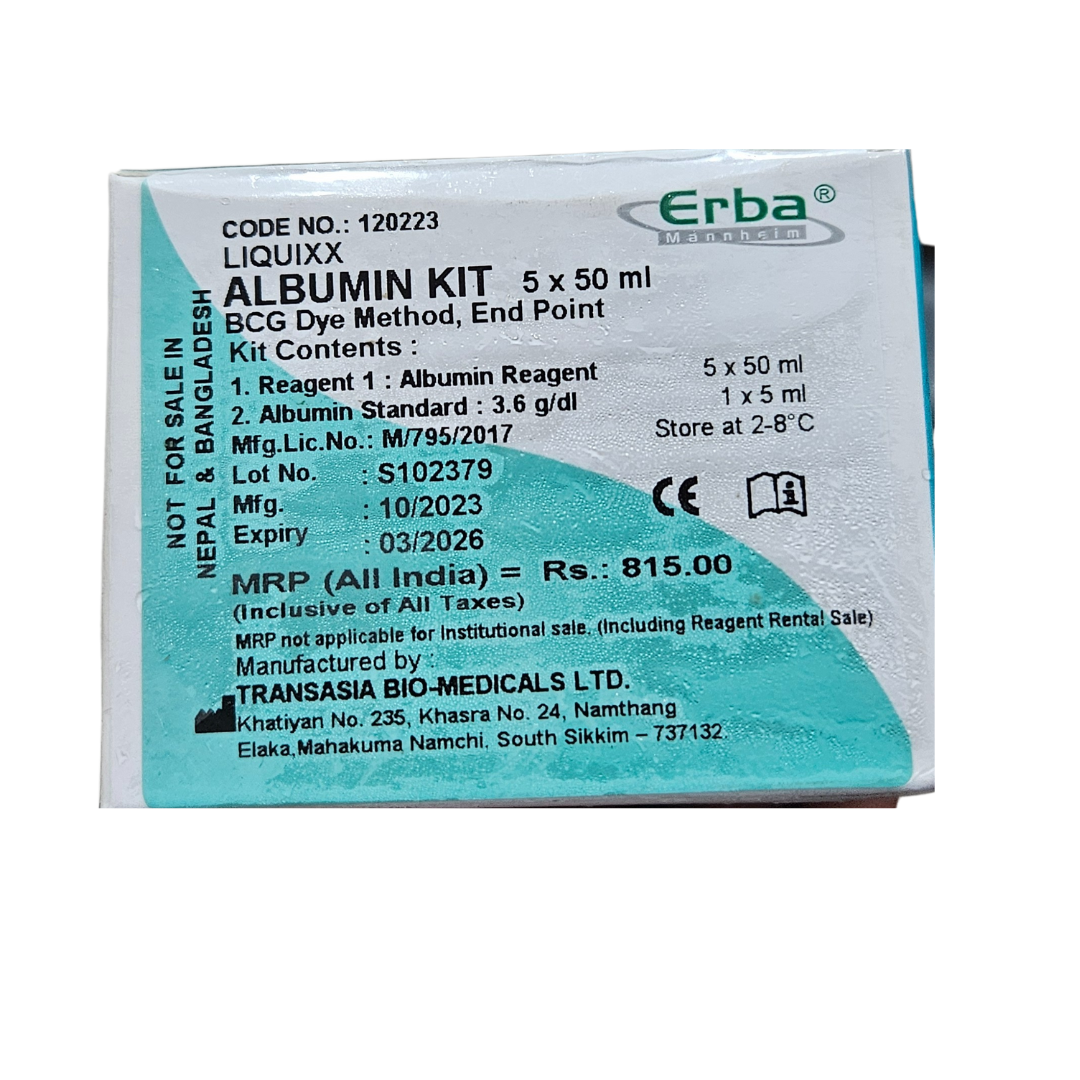 Erba®
Mannheim
CODE NO.: 120223
LIQUIXX
ALBUMIN KIT 5 x 50 ml
BCG Dye Method, End Point
Kit Contents :
1. Reagent 1 : Albumin Reagent 5 x 50 ml
2. Albumin Standard : 3.6 g/dl 1 x 5 ml
Mfg.Lic.No.: M/795/2017 Store at 2-8°C
Lot No. : S102379
Mfg. : 10/2023
Expiry : 03/2026
CE
MRP (All India) = Rs.: 815.00
(Inclusive of All Taxes)
MRP not applicable for Institutional sale. (Including Reagent Rental Sale)
Manufactured by :
TRANSASIA BIO-MEDICALS LTD.
Khatiyan No. 235, Khasra No. 24, Namthang
Elaka,Mahakuma Namchi, South Sikkim – 737132
NOT FOR SALE IN
NEPAL & BANGLADESH